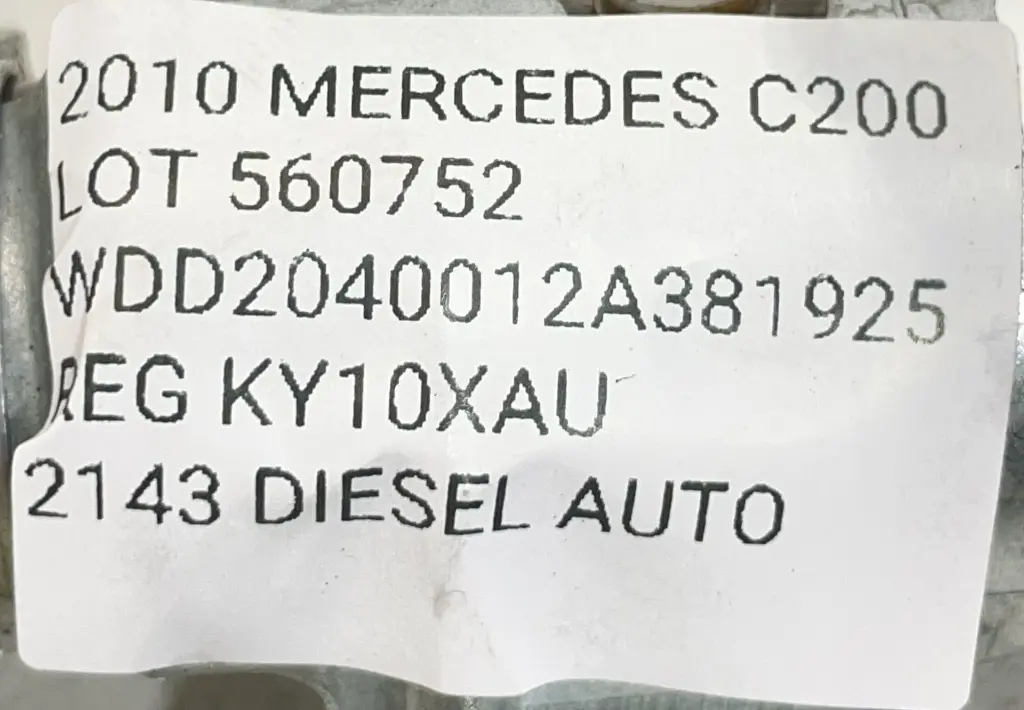 2010 MERCEDES C200
LOT 560752
WDD2040012A381925
REG KY10XAU
2143 DIESEL AUTO